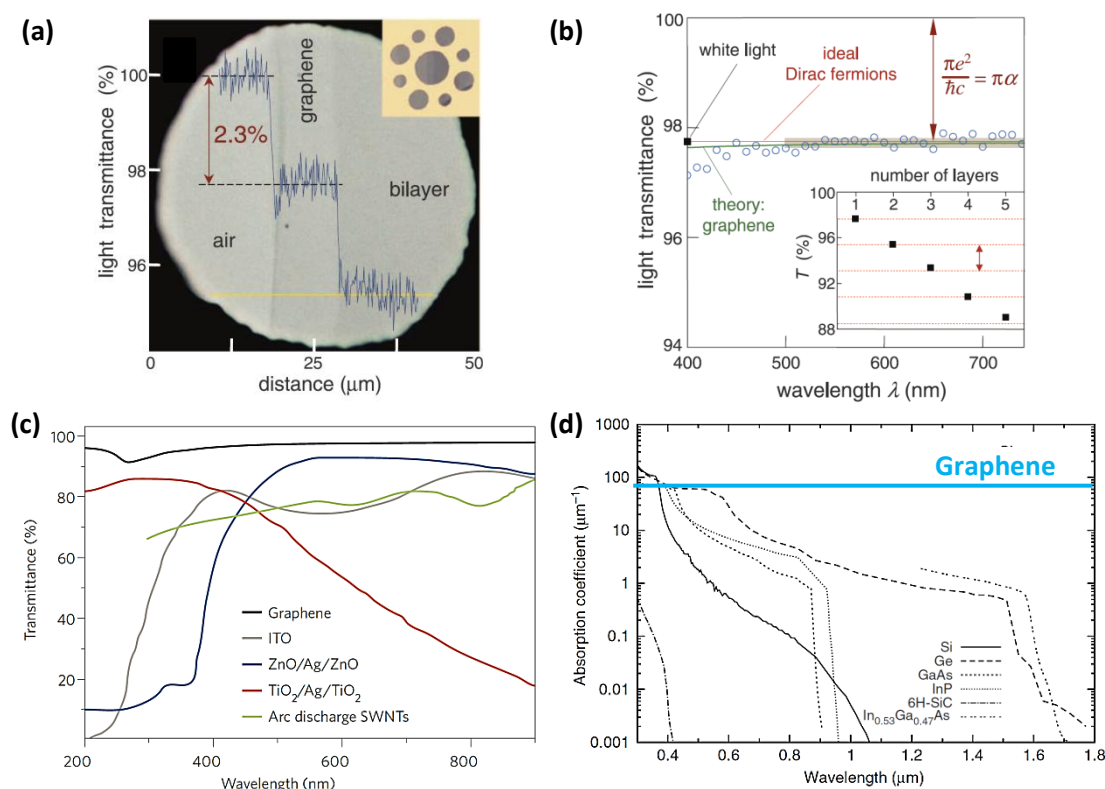 (a)
light transmittance (%)
100
98
96
2.3%
air
graphene
bilayer
0
25
50
distance (μm)
(b)
light transmittance (%)
100
98
96
94
white light
ideal
Dirac fermions
πe²
ħc
= πα
theory:
graphene
number of layers
1 2 3 4 5
T (%)
100
96
92
88
400 500 600 700
wavelength λ (nm)
(c)
Transmittance (%)
100
80
60
40
20
Graphene
ITO
ZnO/Ag/ZnO
TiO₂/Ag/TiO₂
Arc discharge SWNTs
200 400 600 800
Wavelength (nm)
(d)
Absorption coefficient (μm⁻¹)
1000
100
10
1
0.1
0.01
0.001
Graphene
Si
Ge
GaAs
InP
6H-SiC
In₀.₅₃Ga₀.₄₇As
0.4 0.6 0.8 1 1.2 1.4 1.6 1.8
Wavelength (μm)